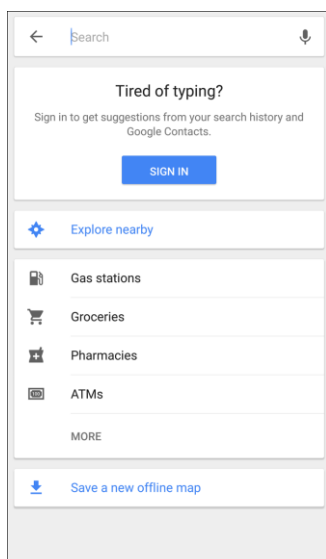 Search
Tired of typing?
Sign in to get suggestions from your search history and
Google Contacts.
SIGN IN
Explore nearby
Gas stations
Groceries
Pharmacies
ATMs
MORE
Save a new offline map